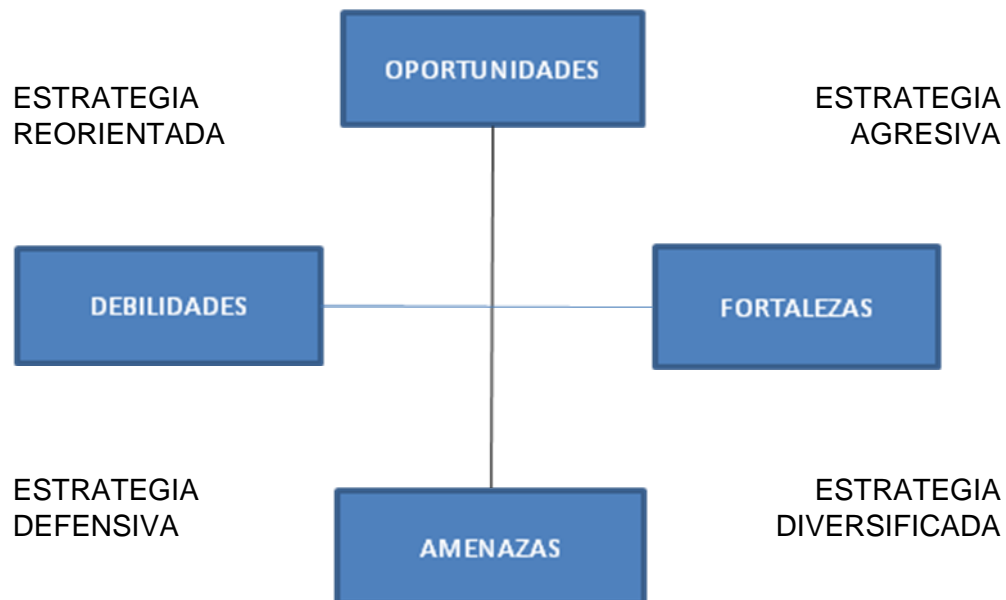 OPORTUNIDADES
ESTRATEGIA
REORIENTADA
ESTRATEGIA
AGRESIVA
DEBILIDADES
FORTALEZAS
ESTRATEGIA
DEFENSIVA
ESTRATEGIA
DIVERSIFICADA
AMENAZAS